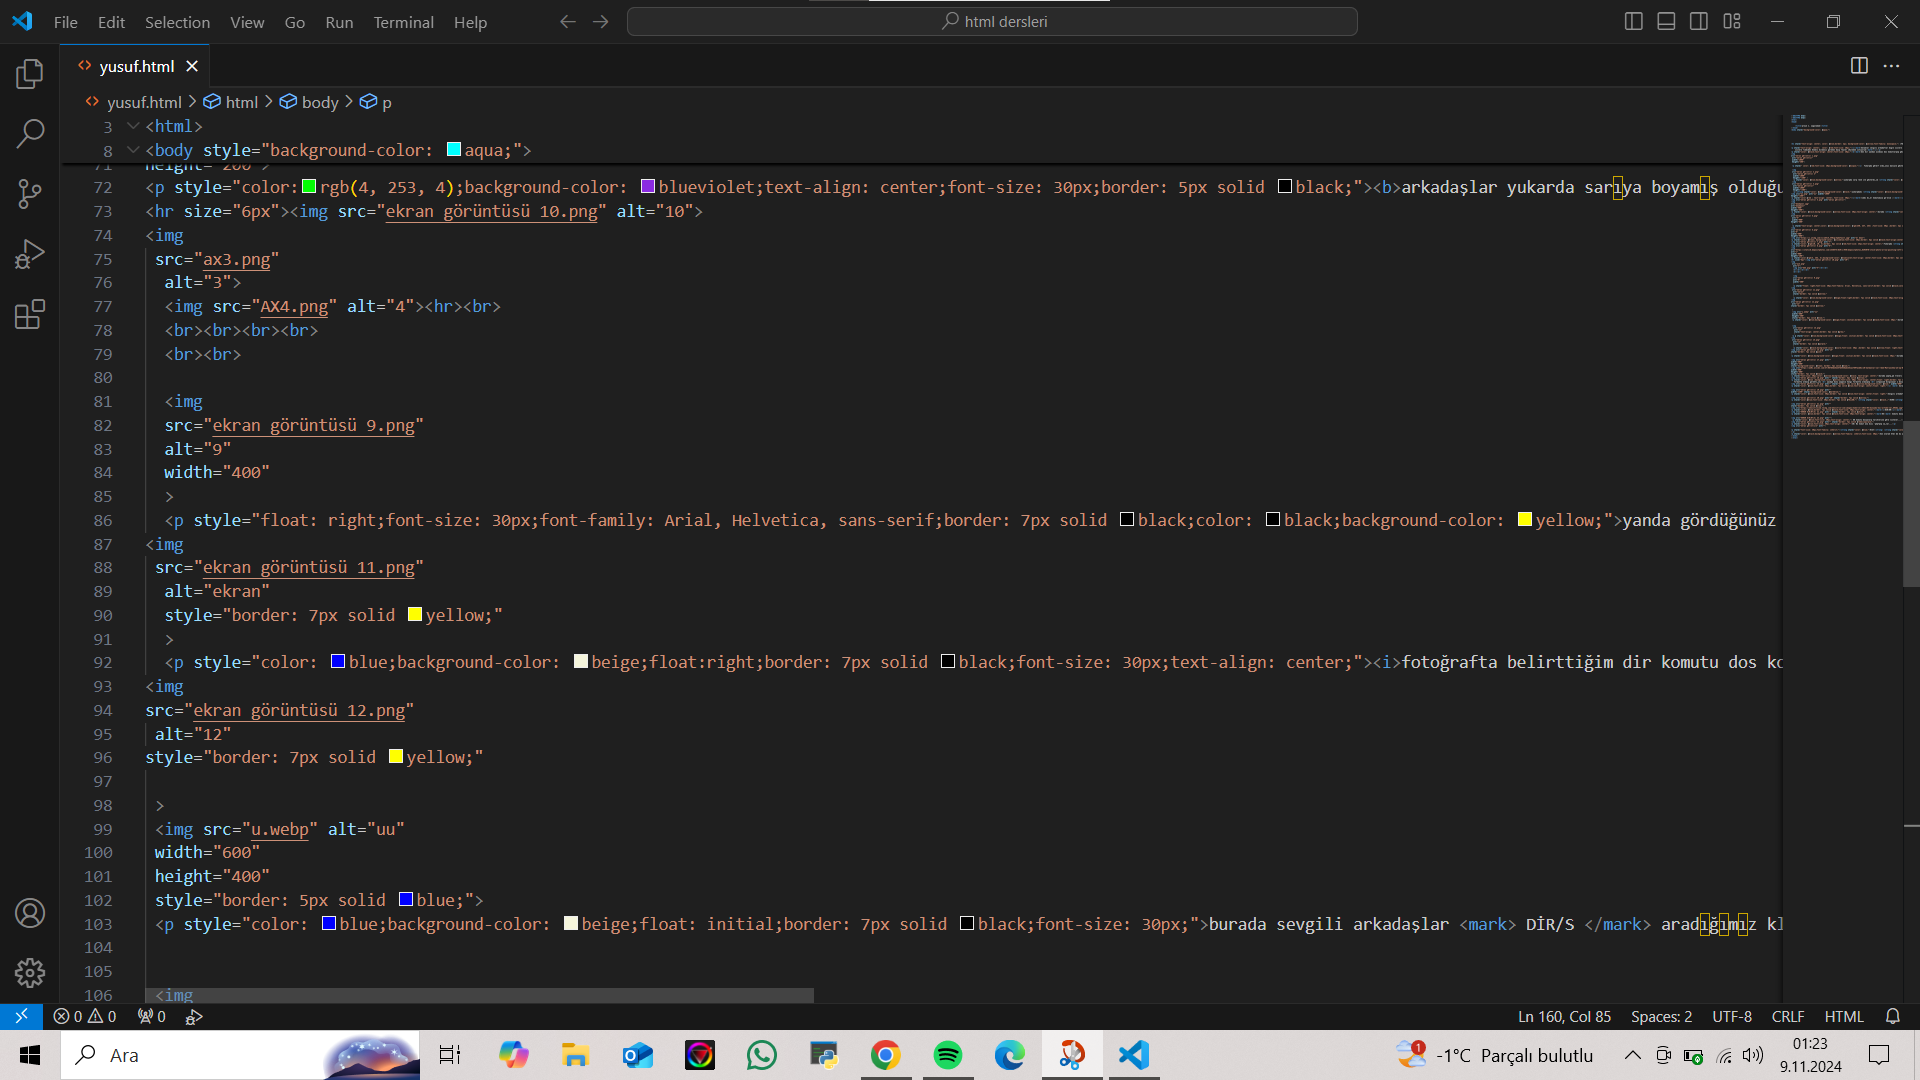 File Edit Selection View Go Run Terminal Help
html dersleri
yusuf.html
yusuf.html > html > body > p
3 <html>
8 <body style="background-color: aqua;">
71 height="200">
72 <p style="color: rgb(4, 253, 4);background-color: blueviolet;text-align: center;font-size: 30px;border: 5px solid black;"><b>arkadaşlar yukarda sarıya boyamış olduğu
73 <hr size="6px"><img src="ekran görüntüsü 10.png" alt="10">
74 <img
75 src="ax3.png"
76 alt="3">
77 <img src="AX4.png" alt="4"><hr><br>
78 <br><br><br><br>
79 <br><br>
80
81 <img
82 src="ekran görüntüsü 9.png"
83 alt="9"
84 width="400"
85 >
86 <p style="float: right;font-size: 30px;font-family: Arial, Helvetica, sans-serif;border: 7px solid black;color: black;background-color: yellow;">yanda gördüğünüz
87 <img
88 src="ekran görüntüsü 11.png"
89 alt="ekran"
90 style="border: 7px solid yellow;"
91 >
92 <p style="color: blue;background-color: beige;float:right;border: 7px solid black;font-size: 30px;text-align: center;"><i>fotoğrafta belirttiğim dir komutu dos ko
93 <img
94 src="ekran görüntüsü 12.png"
95 alt="12"
96 style="border: 7px solid yellow;"
97
98 >
99 <img src="u.webp" alt="uu"
100 width="600"
101 height="400"
102 style="border: 5px solid blue;">
103 <p style="color: blue;background-color: beige;float: initial;border: 7px solid black;font-size: 30px;">burada sevgili arkadaşlar <mark> DİR/S </mark> aradığımız kl
104
105
106 <img
0 0 0 Ln 160, Col 85 Spaces: 2 UTF-8 CRLF HTML
Ara
1 -1°C Parçalı bulutlu
01:23
9.11.2024